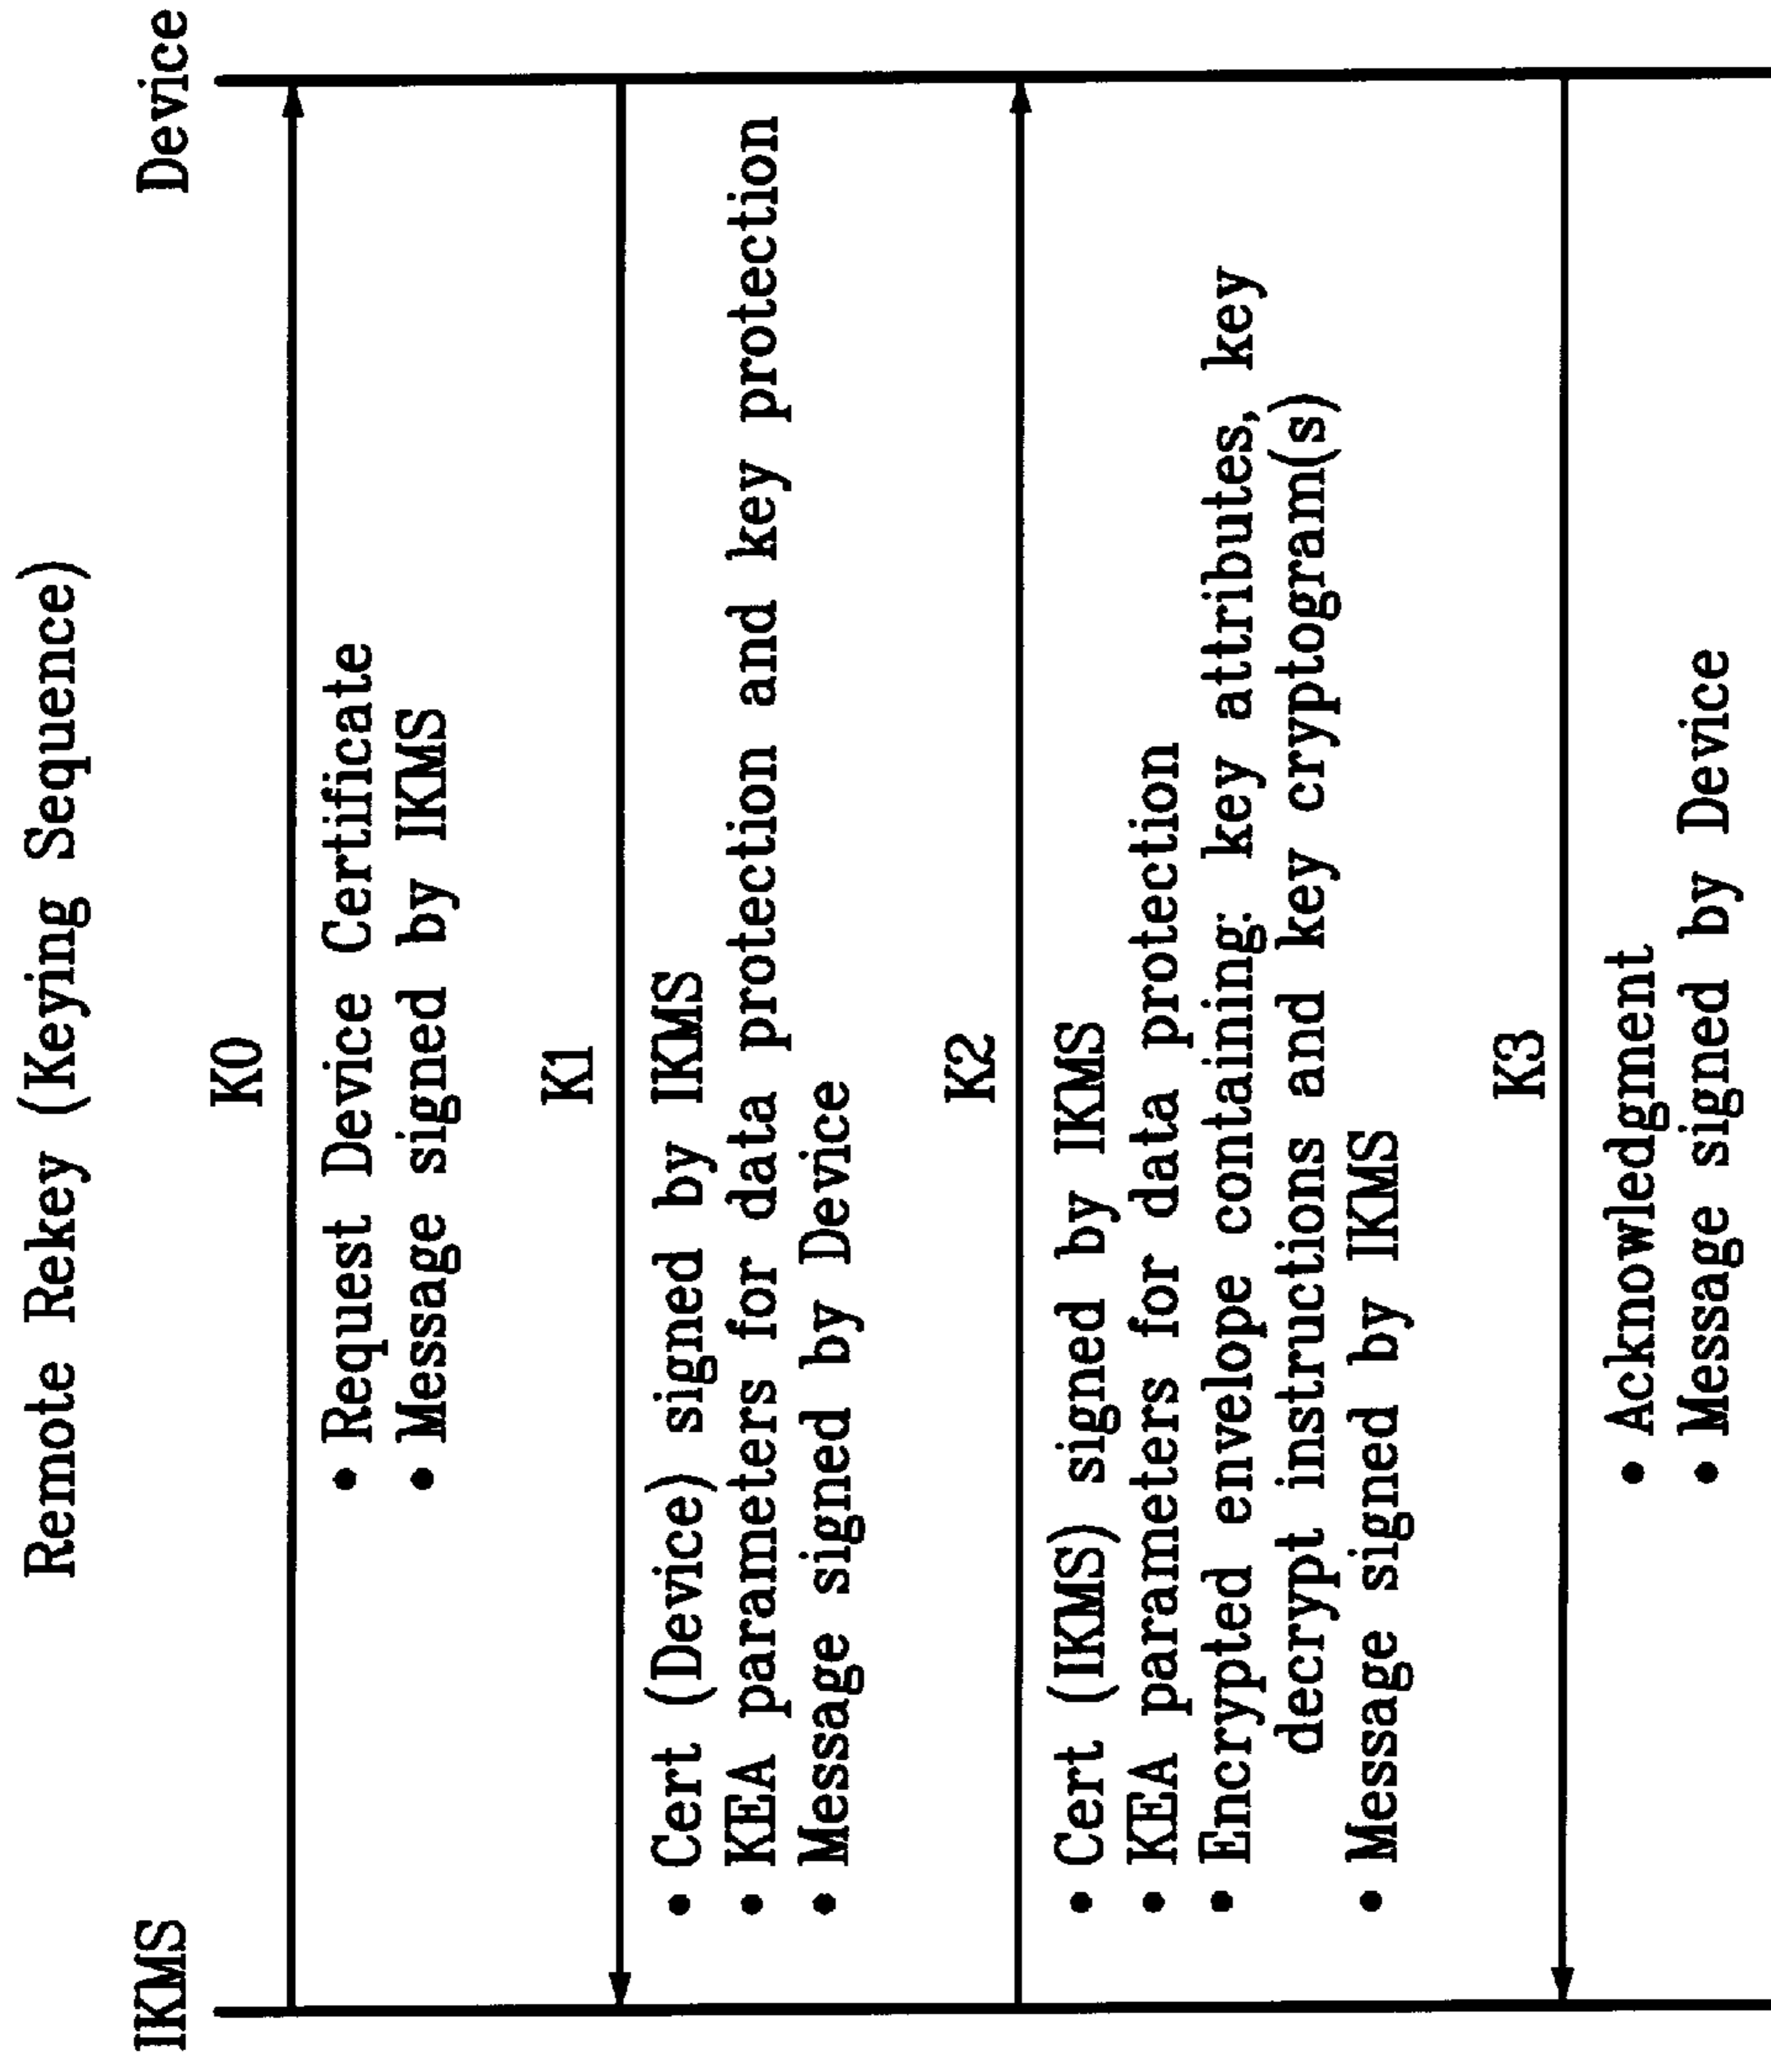 Remote Rekey (Keying Sequence)
IKMS
Device
K0
• Request Device Certificate
• Message signed by IKMS
K1
• Cert (Device) signed by IKMS
• KEA parameters for data protection and key protection
• Message signed by Device
K2
• Cert (IKMS) signed by IKMS
• KEA parameters for data protection
• Encrypted envelope containing: key attributes, key
decrypt instructions and key cryptogram(s)
• Message signed by IKMS
K3
• Acknowledgment
• Message signed by Device